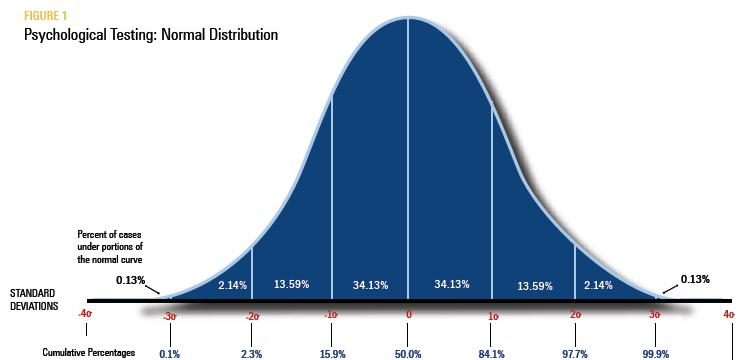 FIGURE 1
Psychological Testing: Normal Distribution
Percent of cases
under portions of
the normal curve
0.13% 2.14% 13.59% 34.13% 34.13% 13.59% 2.14% 0.13%
STANDARD
DEVIATIONS
-4σ -3σ -2σ -1σ 0 1σ 2σ 3σ 4σ
Cumulative Percentages 0.1% 2.3% 15.9% 50.0% 84.1% 97.7% 99.9%